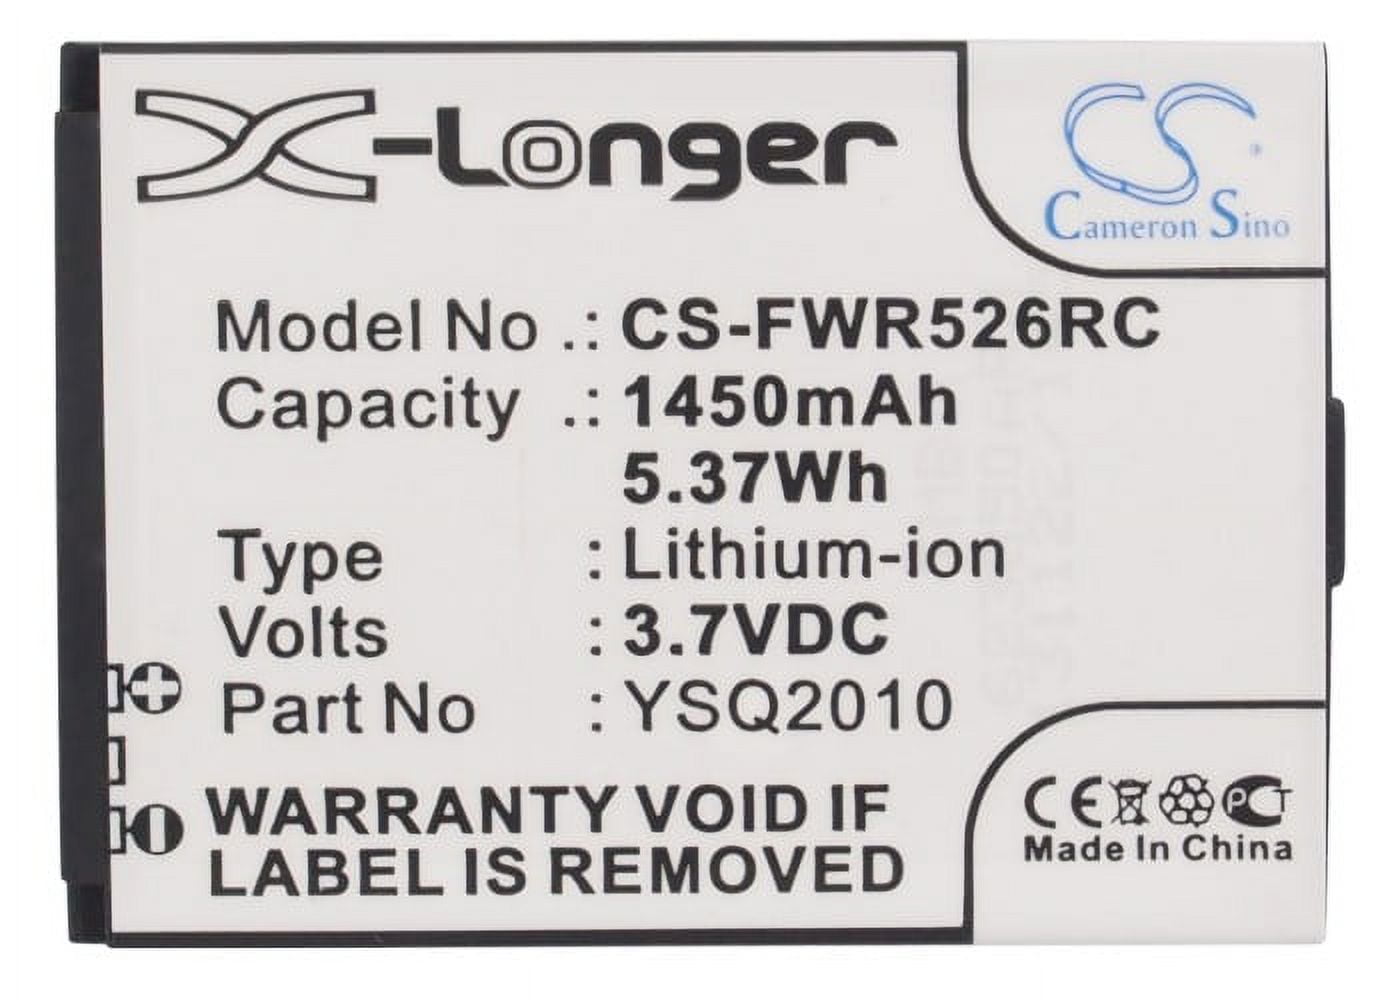 X-Longer
CS
Cameron Sino
Model No .: CS-FWR526RC
Capacity .: 1450mAh
5.37Wh
Type : Lithium-ion
Volts : 3.7VDC
Part No : YSQ2010
WARRANTY VOID IF
LABEL IS REMOVED
CE PCT
Made In China